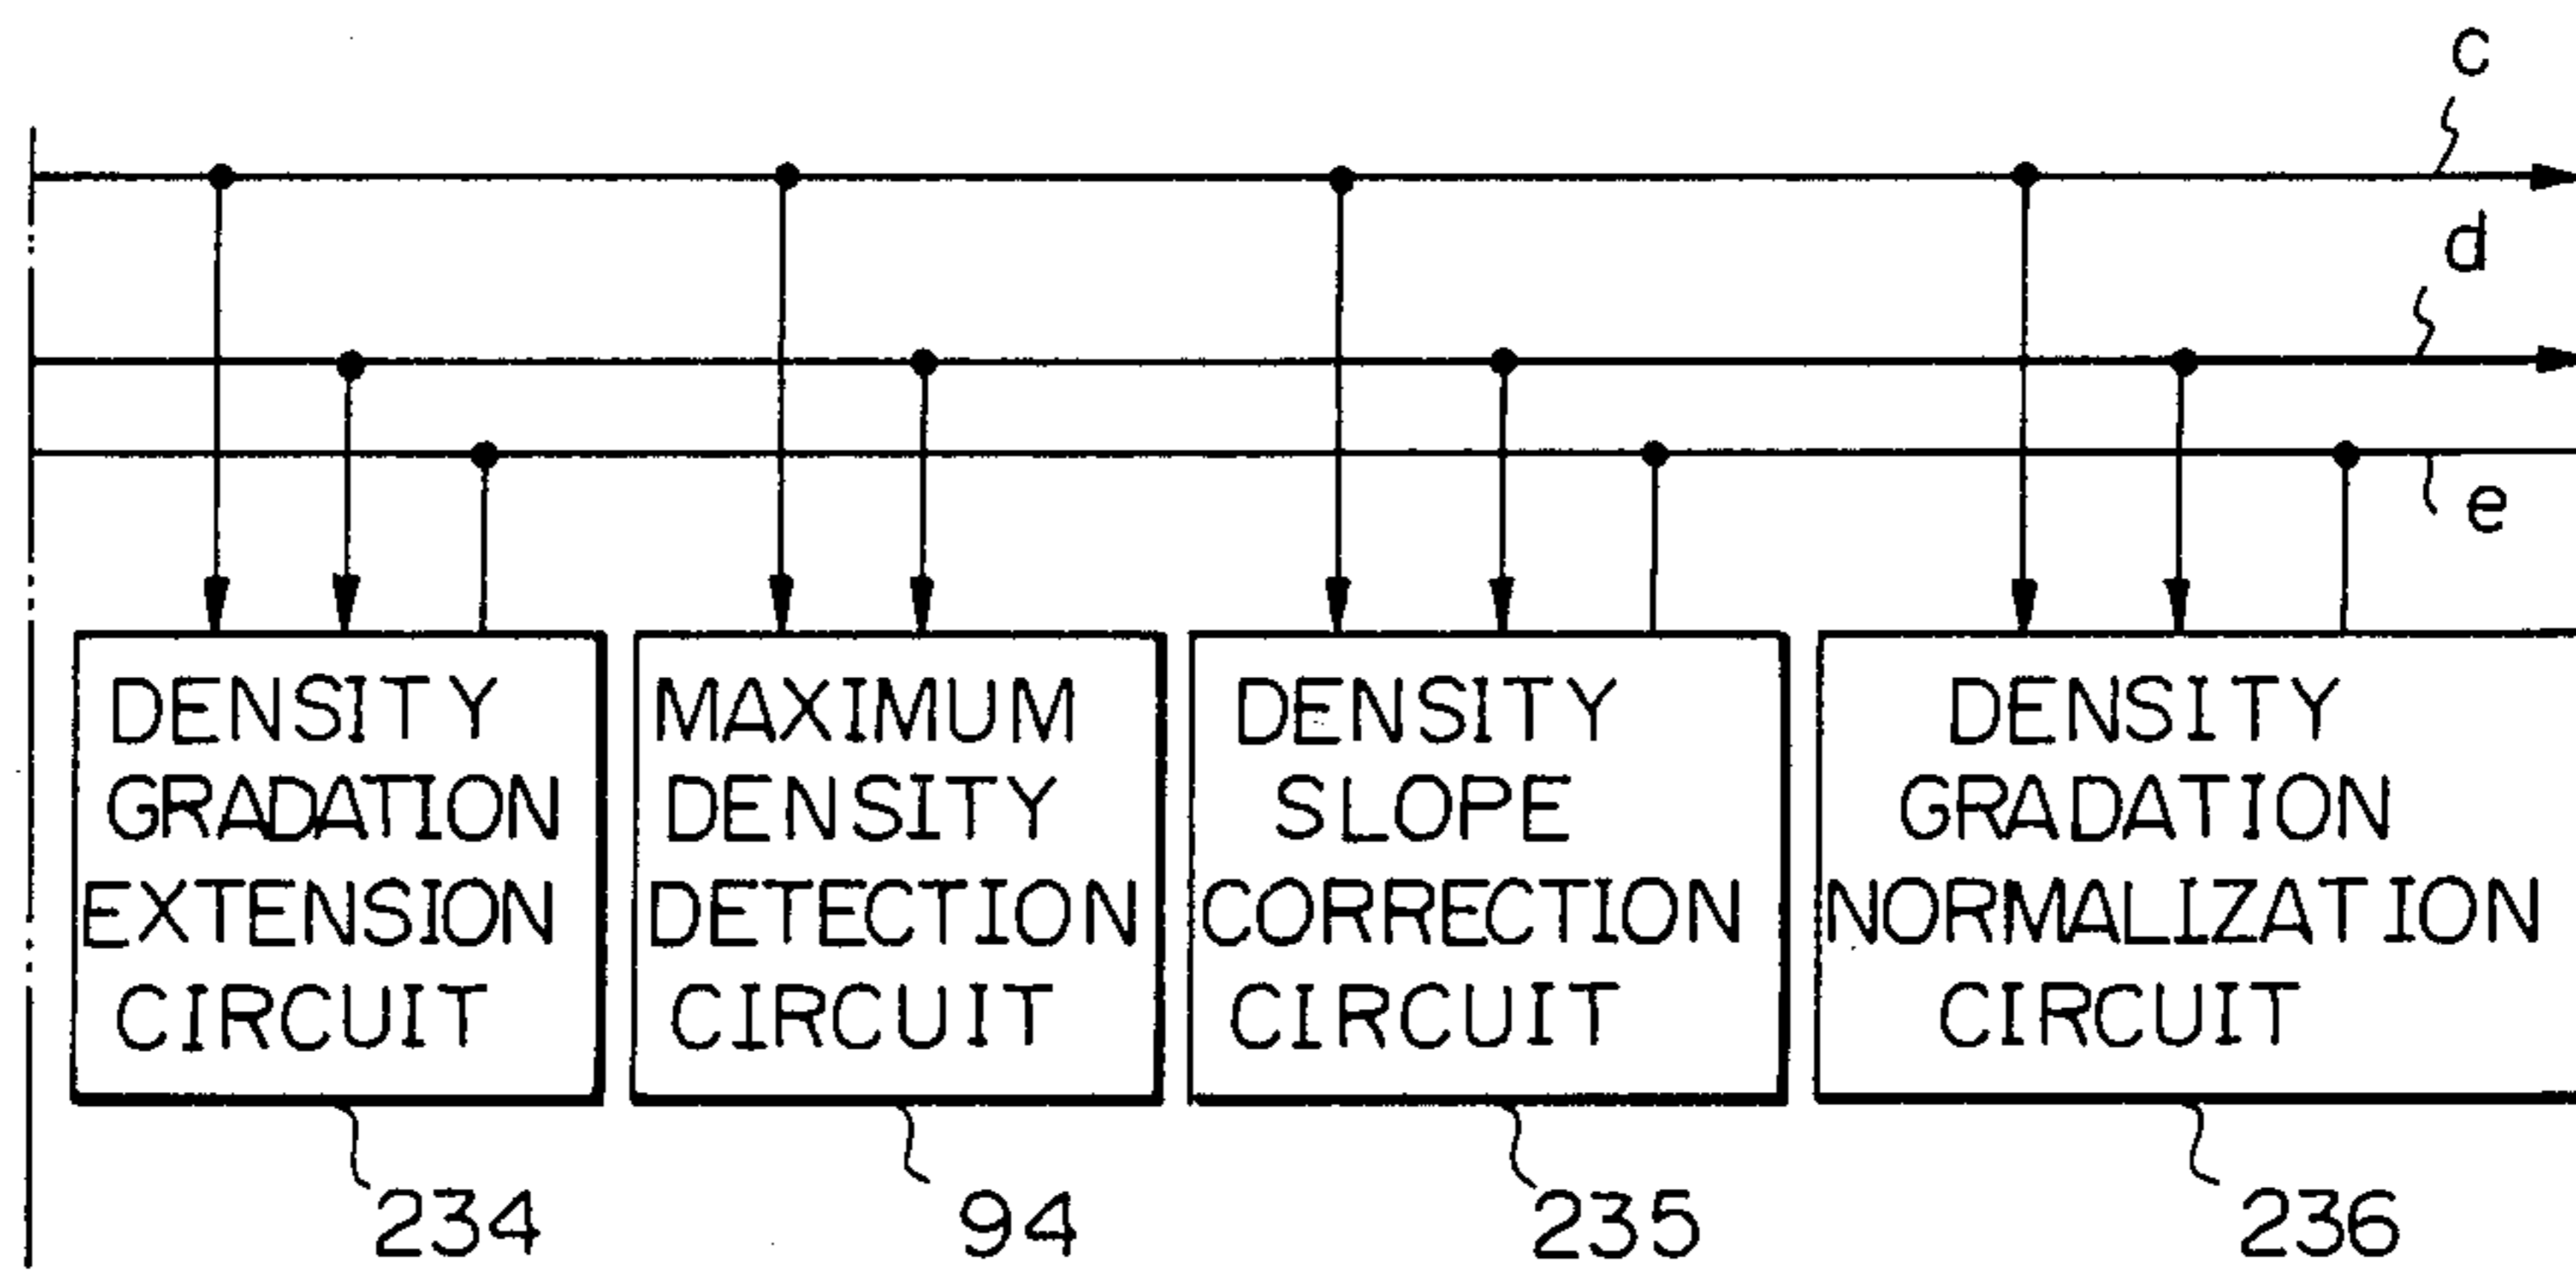 c
d
e
DENSITY
GRADATION
EXTENSION
CIRCUIT
MAXIMUM
DENSITY
DETECTION
CIRCUIT
DENSITY
SLOPE
CORRECTION
CIRCUIT
DENSITY
GRADATION
NORMALIZATION
CIRCUIT
234
94
235
236